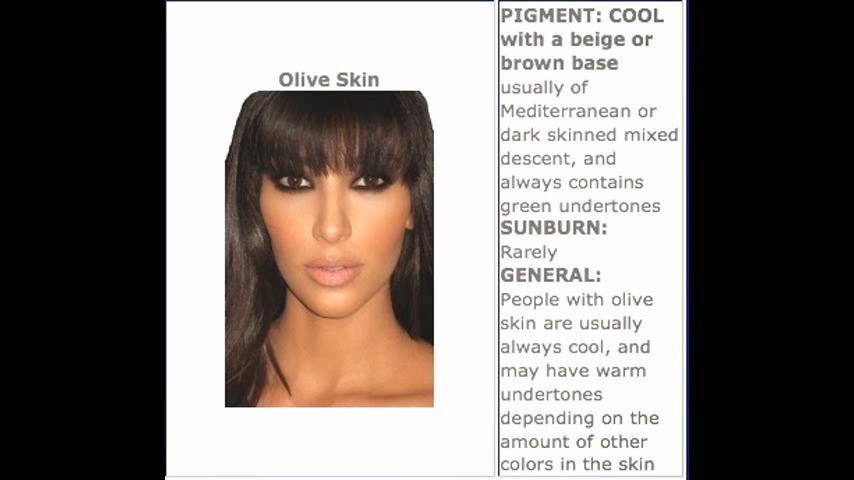 Olive Skin
PIGMENT: COOL
with a beige or
brown base
usually of
Mediterranean or
dark skinned mixed
descent, and
always contains
green undertones
SUNBURN:
Rarely
GENERAL:
People with olive
skin are usually
always cool, and
may have warm
undertones
depending on the
amount of other
colors in the skin